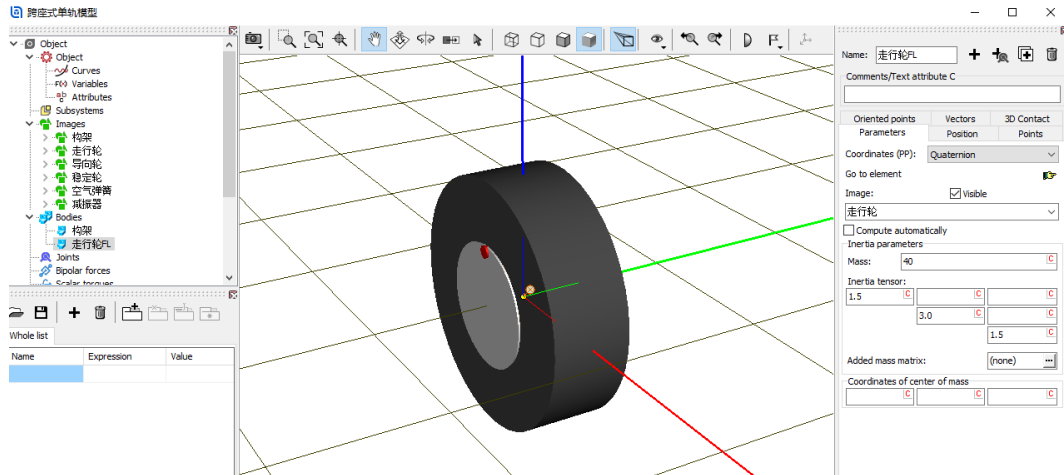 跨座式单轨模型
Object
Object
Curves
F(x) Variables
Attributes
Subsystems
Images
构架
走行轮
导向轮
稳定轮
空气弹簧
减振器
Bodies
构架
走行轮FL
Joints
Bipolar forces
Scalar torques
Whole list
Name Expression Value
Name: 走行轮FL
Comments/Text attribute C
Oriented points Vectors 3D Contact
Parameters Position Points
Coordinates (PP): Quaternion
Go to element
Image: Visible
走行轮
Compute automatically
Inertia parameters
Mass: 40 C
Inertia tensor:
1.5 C C C
3.0 C C
1.5 C
Added mass matrix: (none) ...
Coordinates of center of mass
C C C